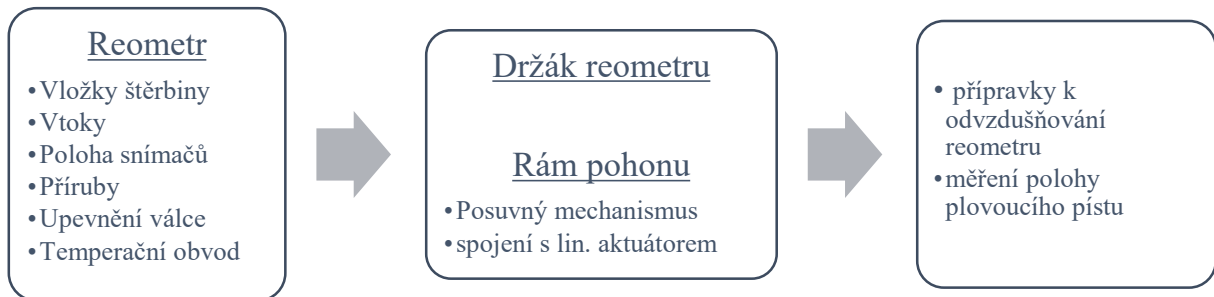 Reometr
•Vložky štěrbiny
•Vtoky
•Poloha snímačů
•Příruby
•Upevnění válce
•Temperační obvod
Držák reometru
Rám pohonu
•Posuvný mechanismus
•spojení s lin. aktuátorem
• přípravky k
odvzdušňování
reometru
•měření polohy
plovoucího pístu